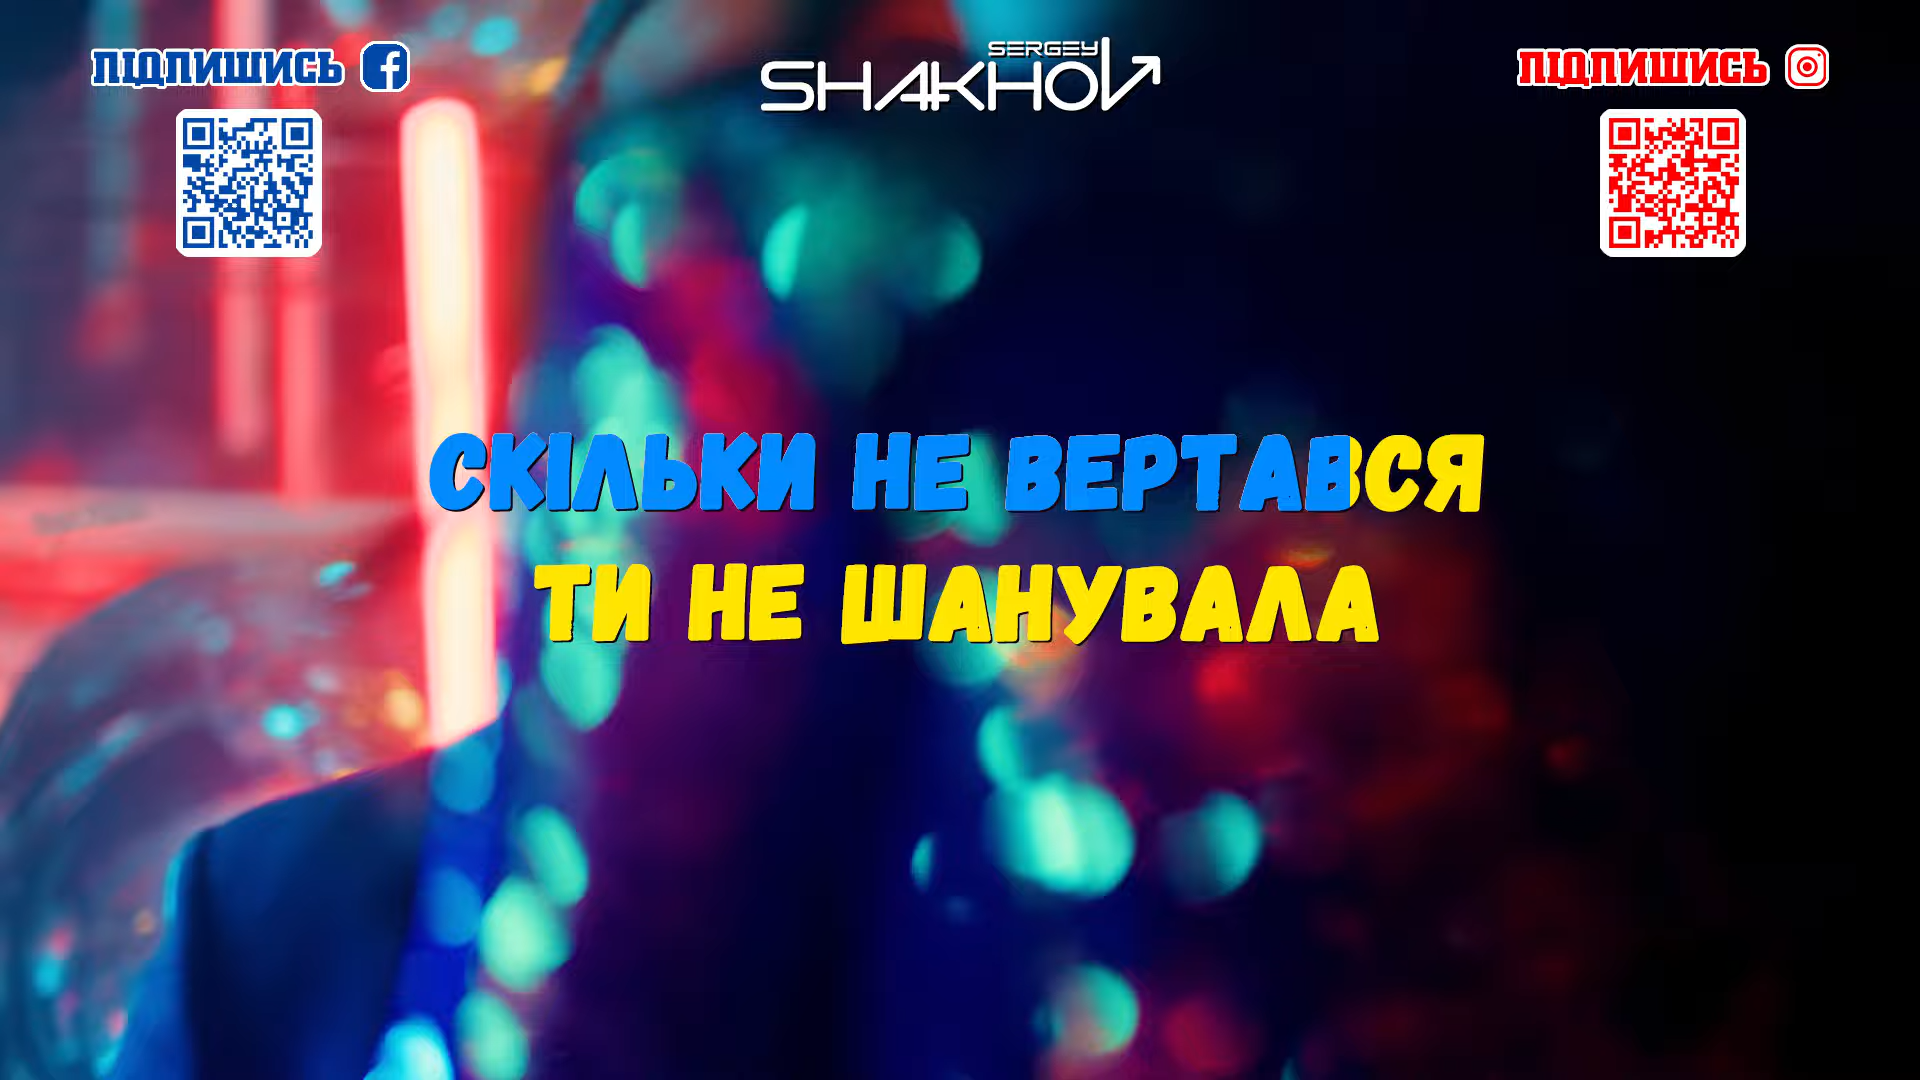 ПІДПИШИСЬ
SERGEY
SHAKHOV
ПІДПИШИСЬ
СКІЛЬКИ НЕ ВЕРТАВСЯ
ТИ НЕ ШАНУВАЛА